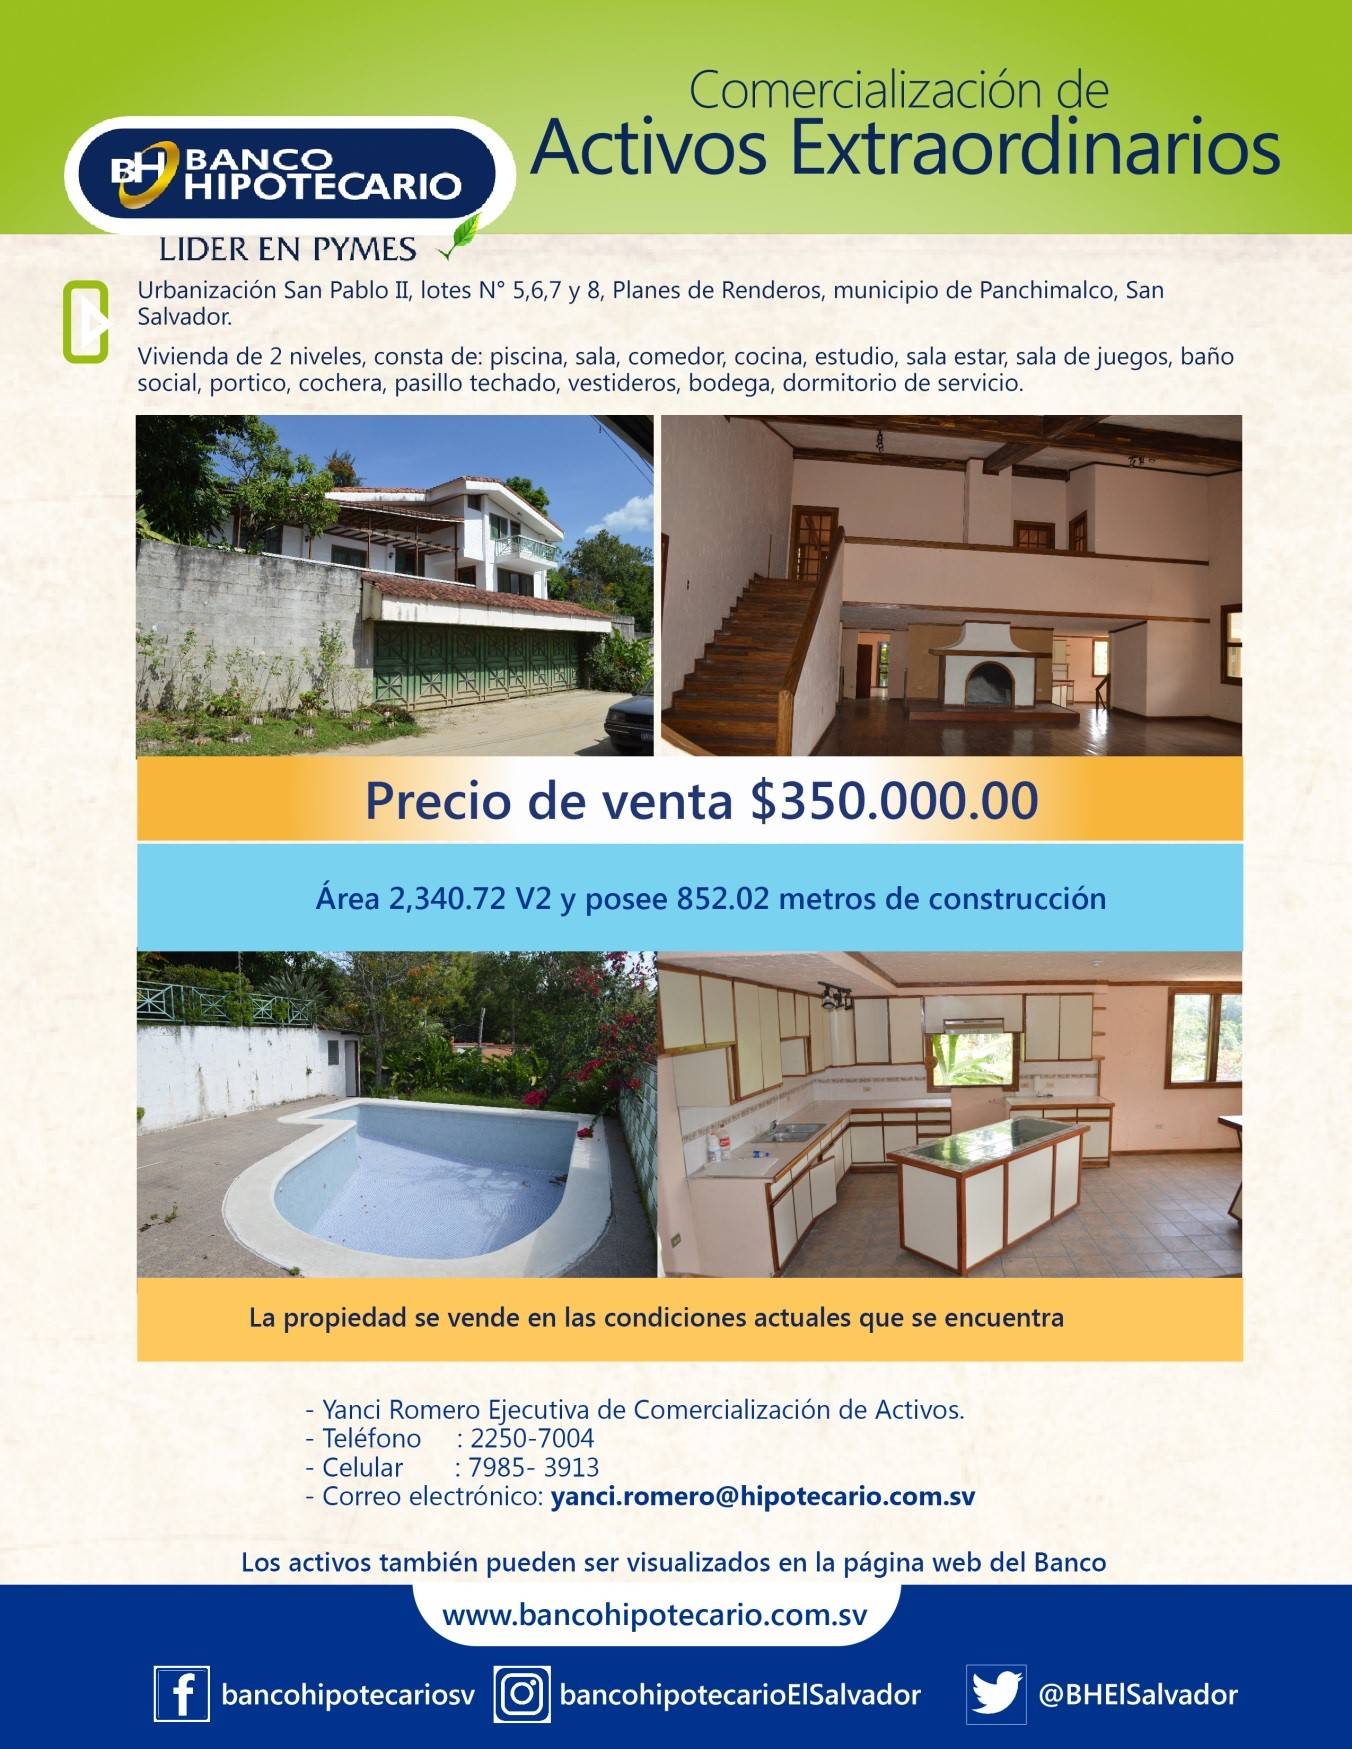 Comercialización de
Activos Extraordinarios
BH BANCO
HIPOTECARIO
LIDER EN PYMES
Urbanización San Pablo II, lotes N° 5,6,7 y 8, Planes de Renderos, municipio de Panchimalco, San
Salvador.
Vivienda de 2 niveles, consta de: piscina, sala, comedor, cocina, estudio, sala estar, sala de juegos, baño
social, portico, cochera, pasillo techado, vestideros, bodega, dormitorio de servicio.
Precio de venta $350.000.00
Área 2,340.72 V2 y posee 852.02 metros de construcción
La propiedad se vende en las condiciones actuales que se encuentra
- Yanci Romero Ejecutiva de Comercialización de Activos.
- Teléfono : 2250-7004
- Celular : 7985- 3913
- Correo electrónico: yanci.romero@hipotecario.com.sv
Los activos también pueden ser visualizados en la página web del Banco
www.bancohipotecario.com.sv
bancohipotecariosv
bancohipotecarioElSalvador
@BHElSalvador